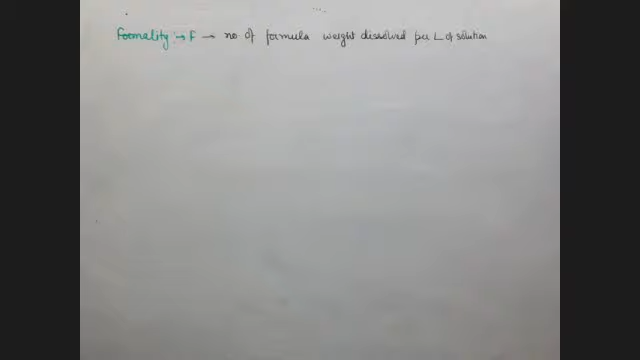 Formality → F → no of formula weight dissolved per L of solution